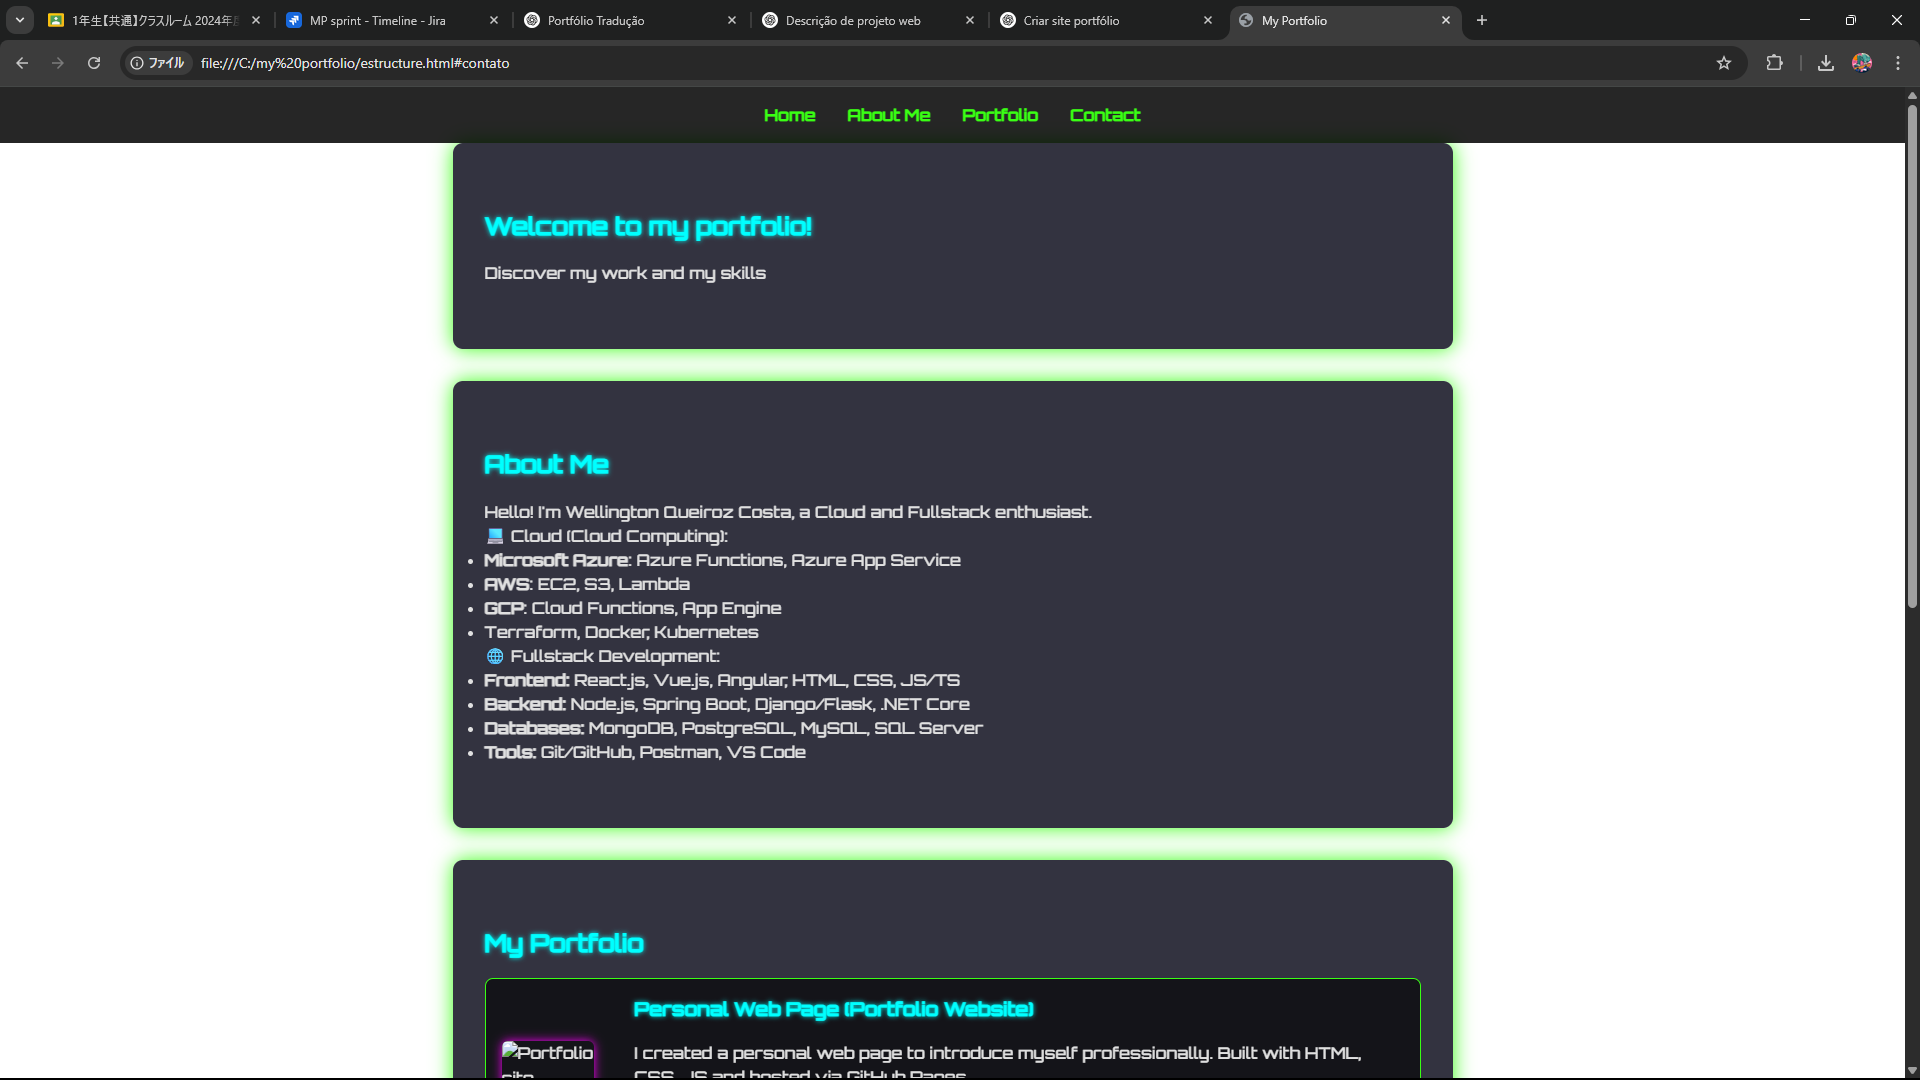 1年生【共通】クラスルーム 2024年度
MP sprint - Timeline - Jira
Portfólio Tradução
Descrição de projeto web
Criar site portfólio
My Portfolio
ファイル
file:///C:/my%20portfolio/estructure.html#contato
Home
About Me
Portfolio
Contact
Welcome to my portfolio!
Discover my work and my skills
About Me
Hello! I'm Wellington Queiroz Costa, a Cloud and Fullstack enthusiast.
💻 Cloud (Cloud Computing):
• Microsoft Azure: Azure Functions, Azure App Service
• AWS: EC2, S3, Lambda
• GCP: Cloud Functions, App Engine
• Terraform, Docker, Kubernetes
🌐 Fullstack Development:
• Frontend: React.js, Vue.js, Angular, HTML, CSS, JS/TS
• Backend: Node.js, Spring Boot, Django/Flask, .NET Core
• Databases: MongoDB, PostgreSQL, MySQL, SQL Server
• Tools: Git/GitHub, Postman, VS Code
My Portfolio
Personal Web Page (Portfolio Website)
Portfolio
site
I created a personal web page to introduce myself professionally. Built with HTML,
CSS, JS and hosted via GitHub Pages